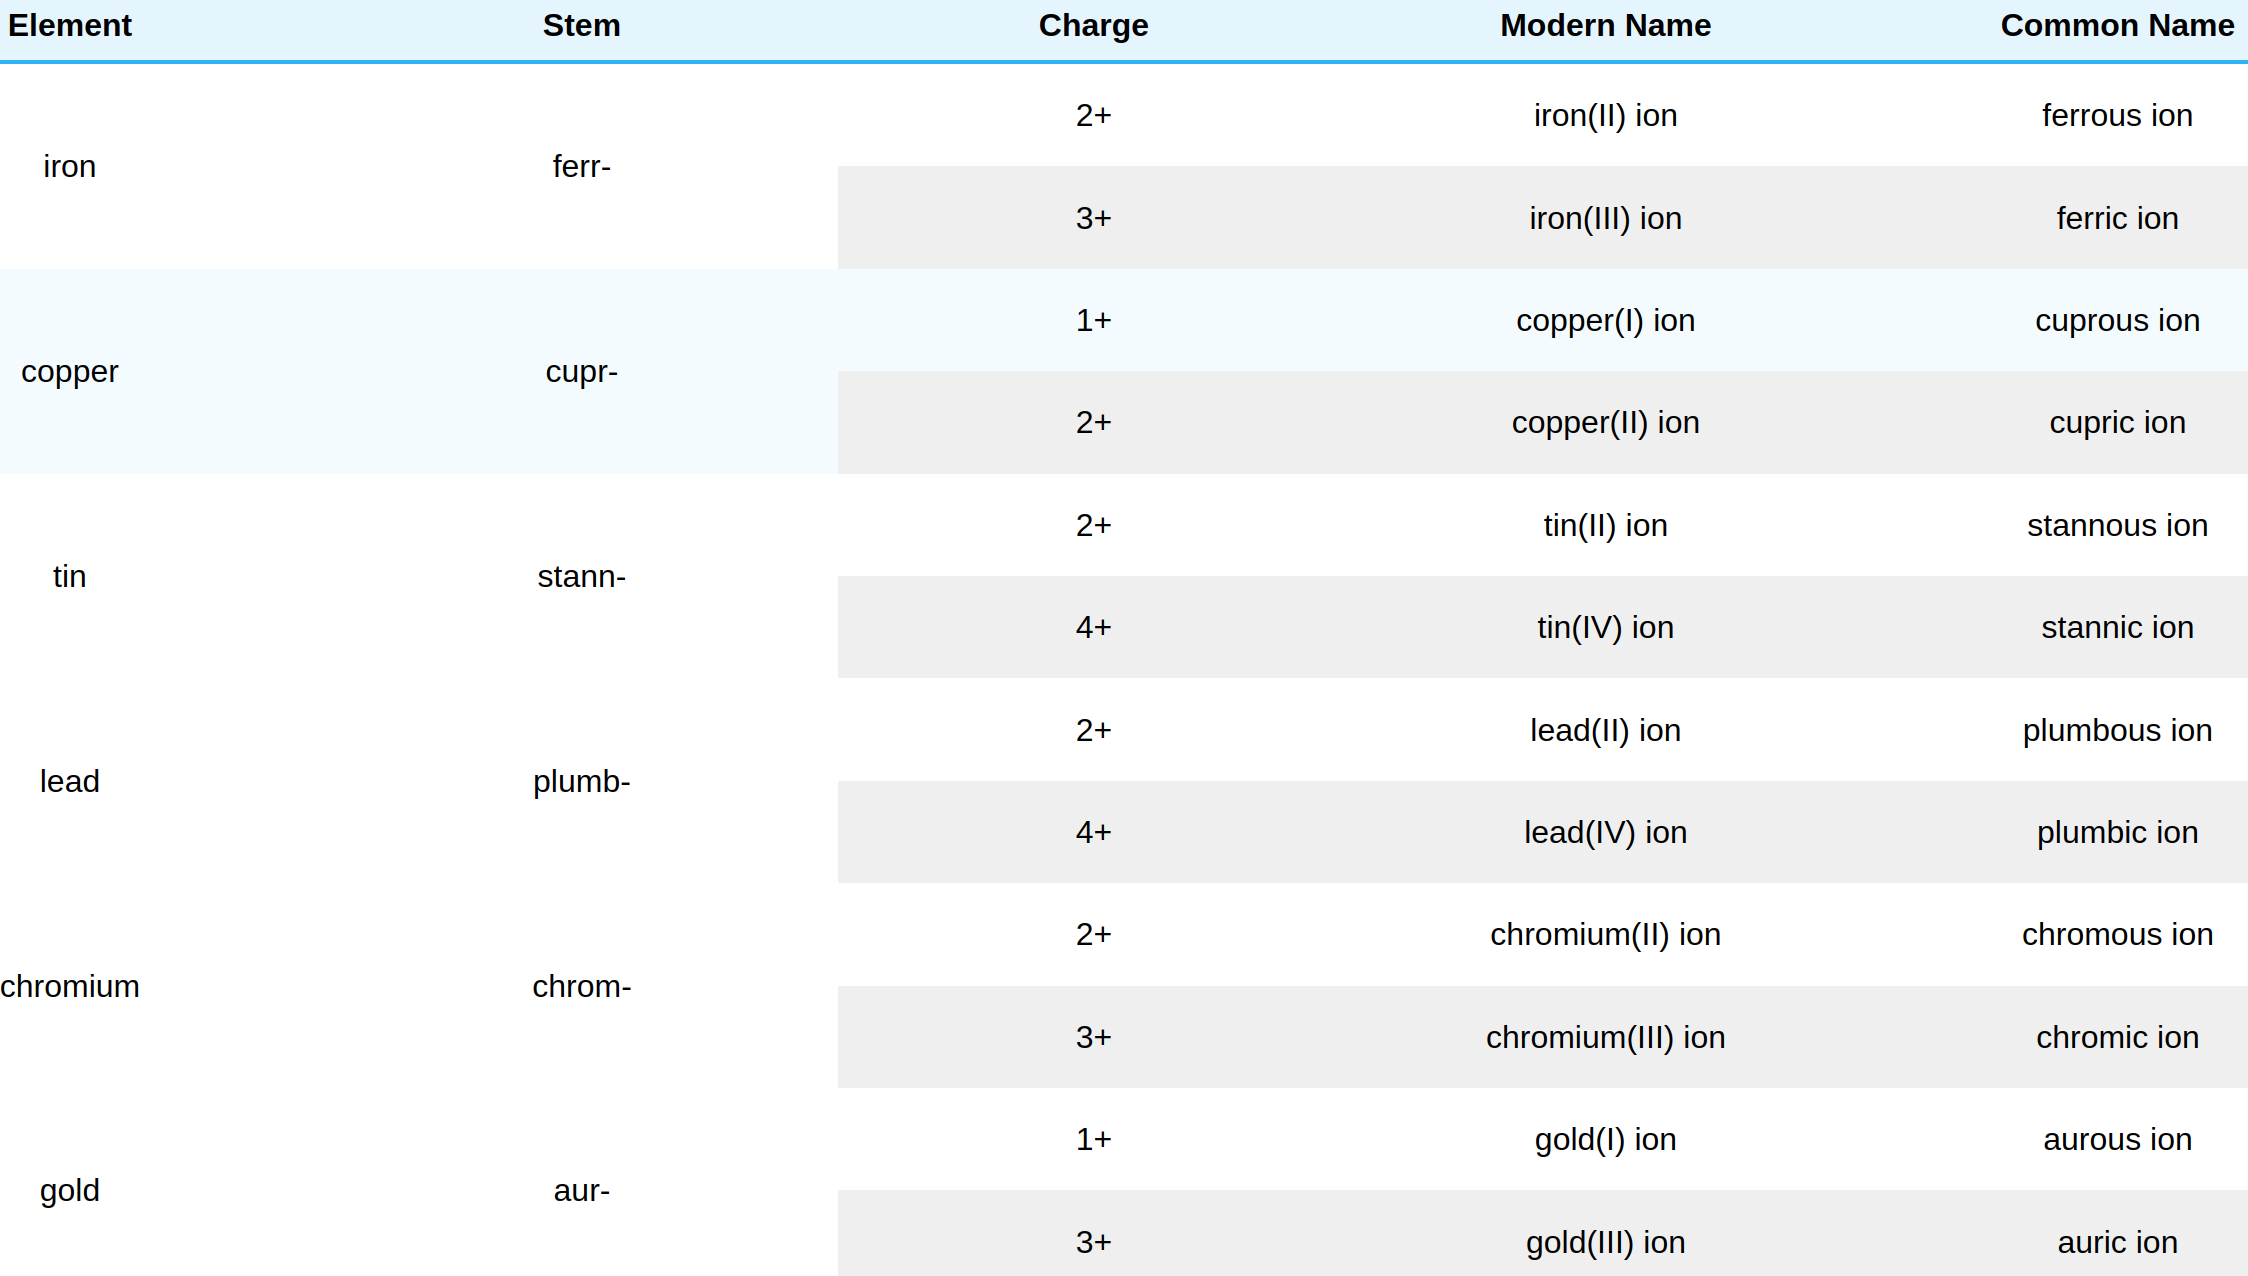 Element Stem Charge Modern Name Common Name
iron ferr- 2+ iron(II) ion ferrous ion
3+ iron(III) ion ferric ion
copper cupr- 1+ copper(I) ion cuprous ion
2+ copper(II) ion cupric ion
tin stann- 2+ tin(II) ion stannous ion
4+ tin(IV) ion stannic ion
lead plumb- 2+ lead(II) ion plumbous ion
4+ lead(IV) ion plumbic ion
chromium chrom- 2+ chromium(II) ion chromous ion
3+ chromium(III) ion chromic ion
gold aur- 1+ gold(I) ion aurous ion
3+ gold(III) ion auric ion